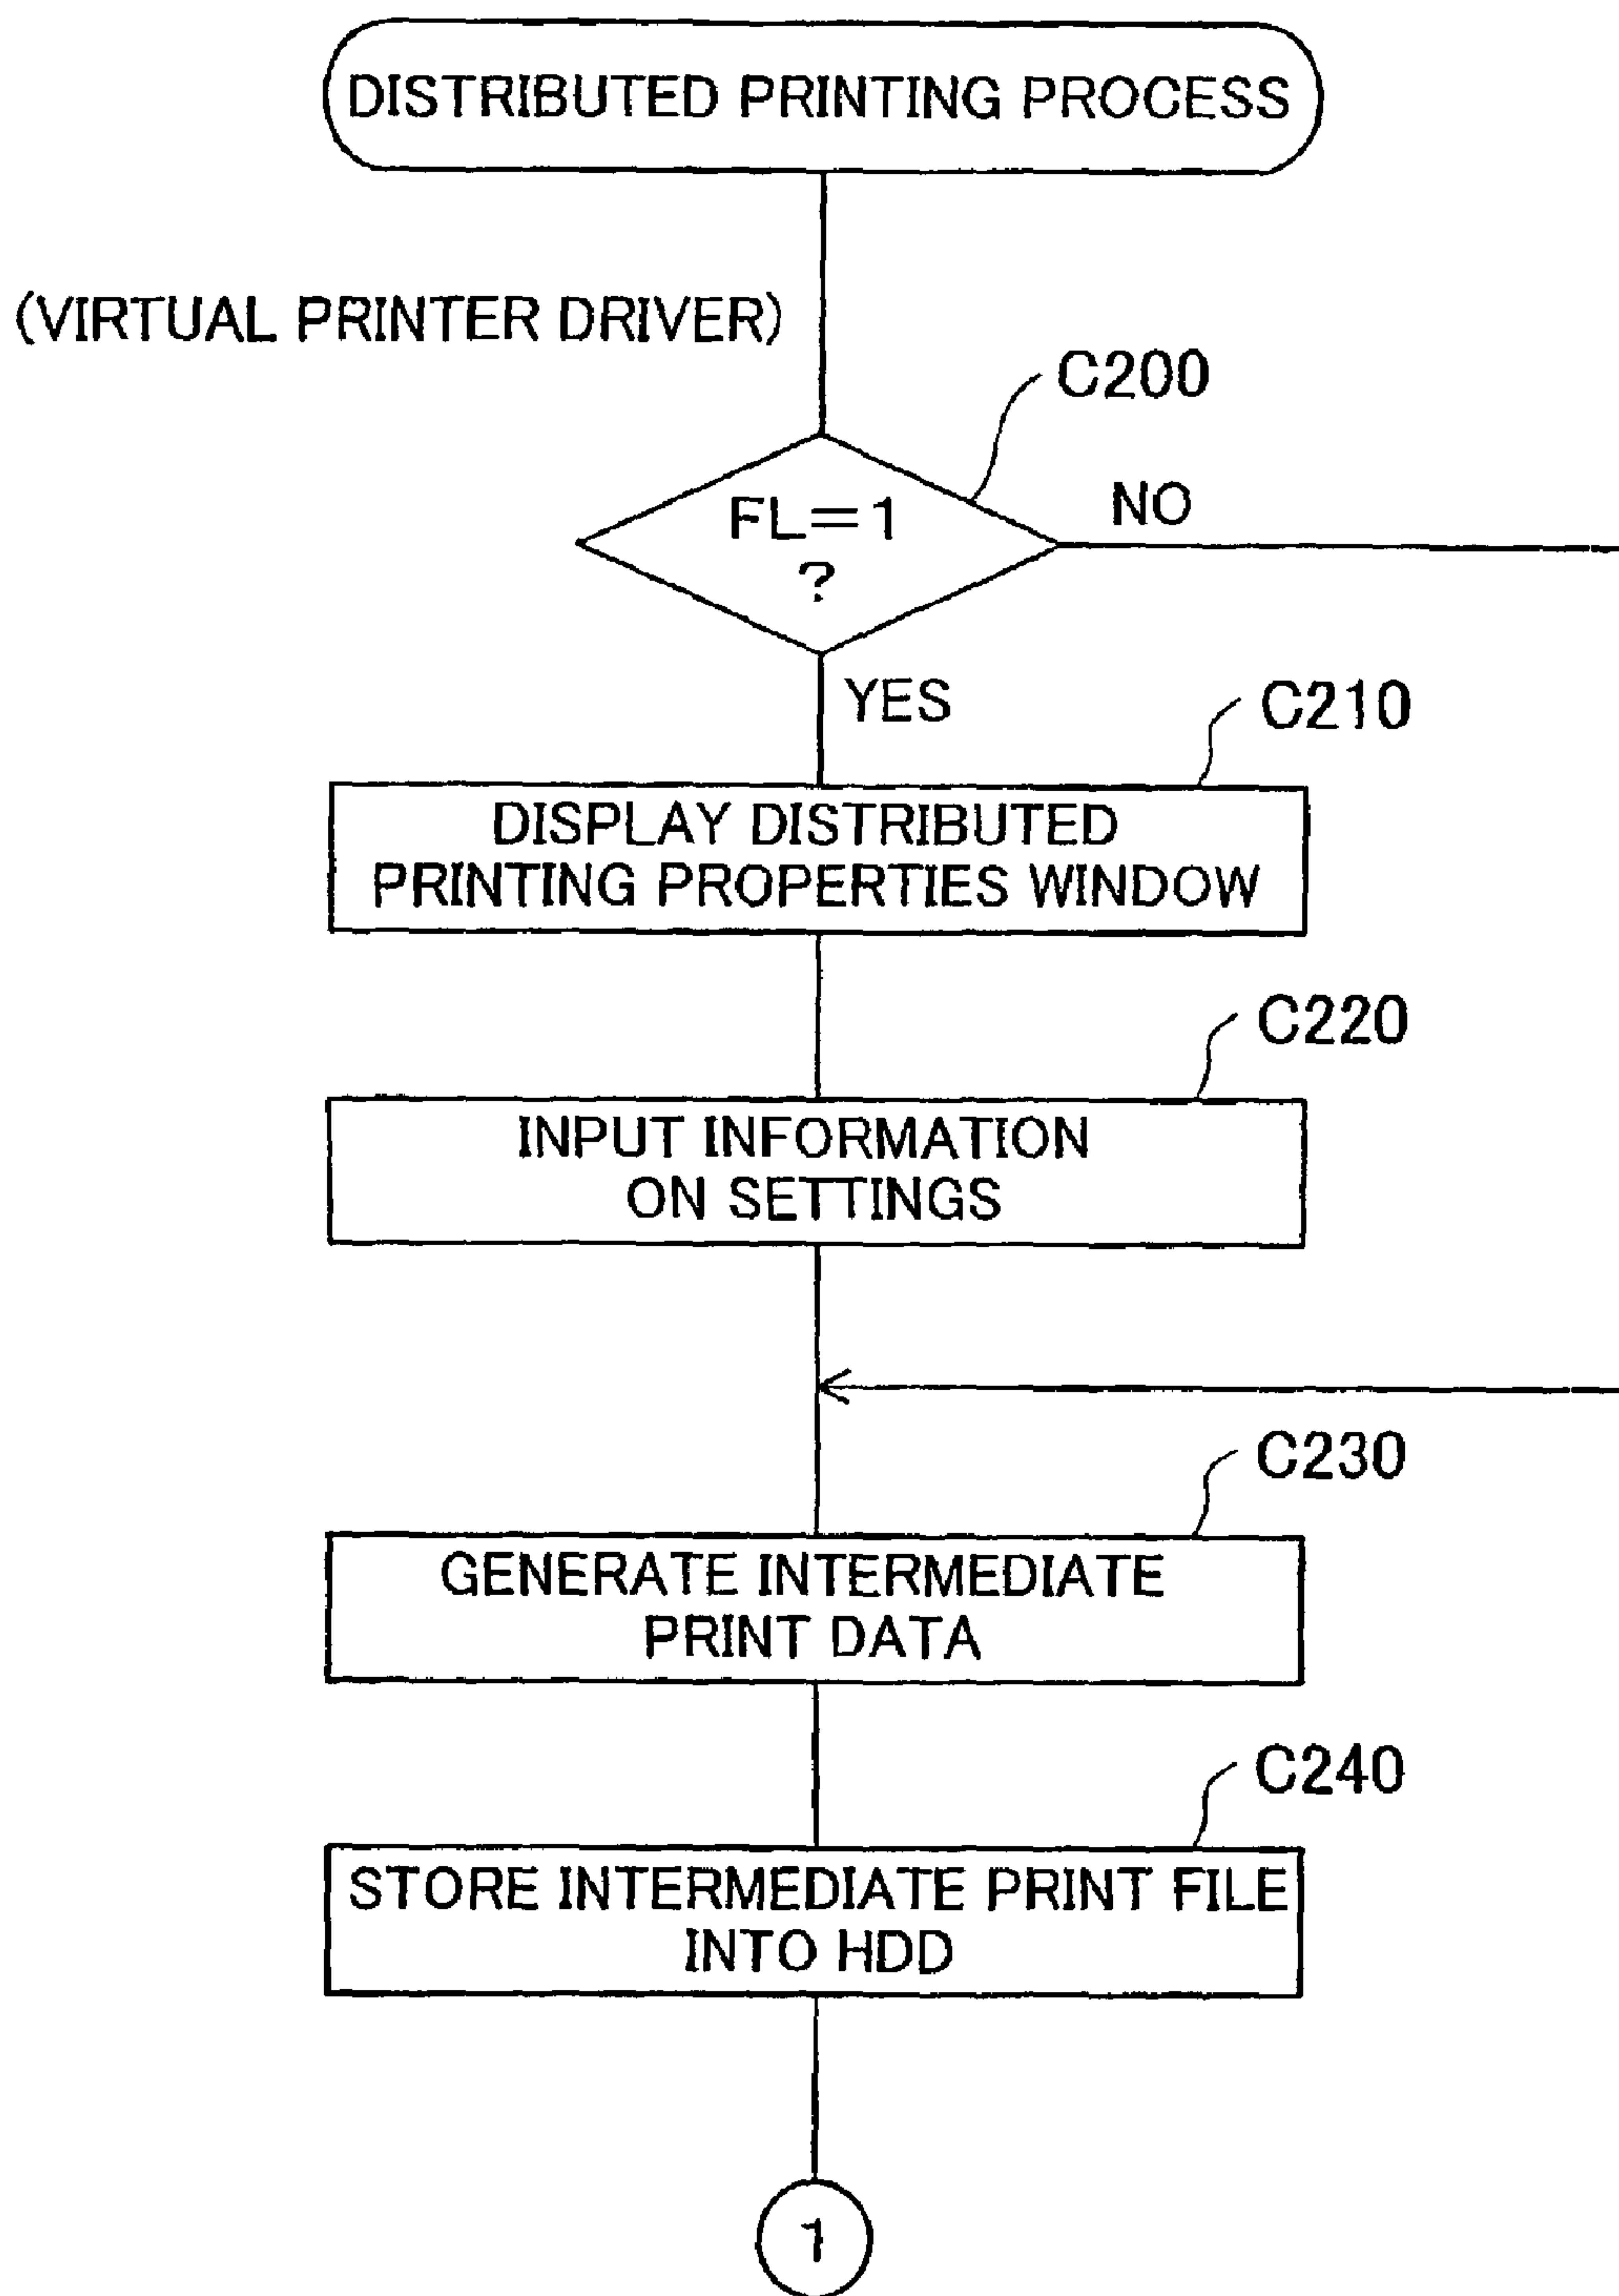 DISTRIBUTED PRINTING PROCESS
(VIRTUAL PRINTER DRIVER)
C200
FL=1
?
NO
YES
C210
DISPLAY DISTRIBUTED
PRINTING PROPERTIES WINDOW
C220
INPUT INFORMATION
ON SETTINGS
C230
GENERATE INTERMEDIATE
PRINT DATA
C240
STORE INTERMEDIATE PRINT FILE
INTO HDD
1